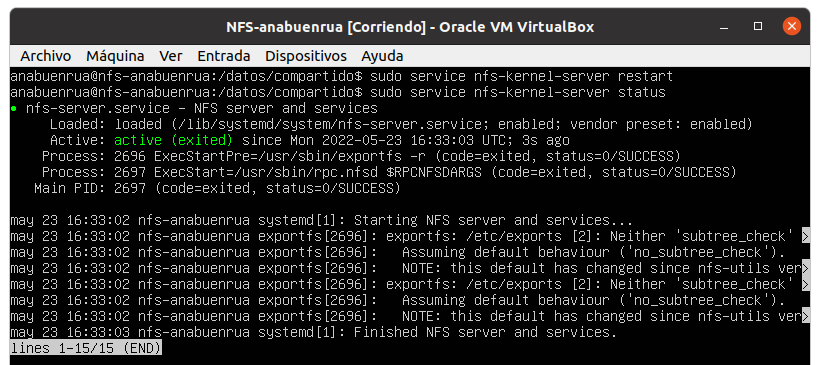 NFS-anabuenrua [Corriendo] - Oracle VM VirtualBox
Archivo Máquina Ver Entrada Dispositivos Ayuda
anabuenrua@nfs-anabuenrua:/datos/compartido$ sudo service nfs-kernel-server restart
anabuenrua@nfs-anabuenrua:/datos/compartido$ sudo service nfs-kernel-server status
● nfs-server.service - NFS server and services
     Loaded: loaded (/lib/systemd/system/nfs-server.service; enabled; vendor preset: enabled)
     Active: active (exited) since Mon 2022-05-23 16:33:03 UTC; 3s ago
    Process: 2696 ExecStartPre=/usr/sbin/exportfs -r (code=exited, status=0/SUCCESS)
    Process: 2697 ExecStart=/usr/sbin/rpc.nfsd $RPCNFSDARGS (code=exited, status=0/SUCCESS)
   Main PID: 2697 (code=exited, status=0/SUCCESS)
may 23 16:33:02 nfs-anabuenrua systemd[1]: Starting NFS server and services...
may 23 16:33:02 nfs-anabuenrua exportfs[2696]: exportfs: /etc/exports [2]: Neither 'subtree_check' >
may 23 16:33:02 nfs-anabuenrua exportfs[2696]:   Assuming default behaviour ('no_subtree_check').
may 23 16:33:02 nfs-anabuenrua exportfs[2696]:   NOTE: this default has changed since nfs-utils ver>
may 23 16:33:02 nfs-anabuenrua exportfs[2696]: exportfs: /etc/exports [2]: Neither 'subtree_check' >
may 23 16:33:02 nfs-anabuenrua exportfs[2696]:   Assuming default behaviour ('no_subtree_check').
may 23 16:33:02 nfs-anabuenrua exportfs[2696]:   NOTE: this default has changed since nfs-utils ver>
may 23 16:33:03 nfs-anabuenrua systemd[1]: Finished NFS server and services.
lines 1-15/15 (END)